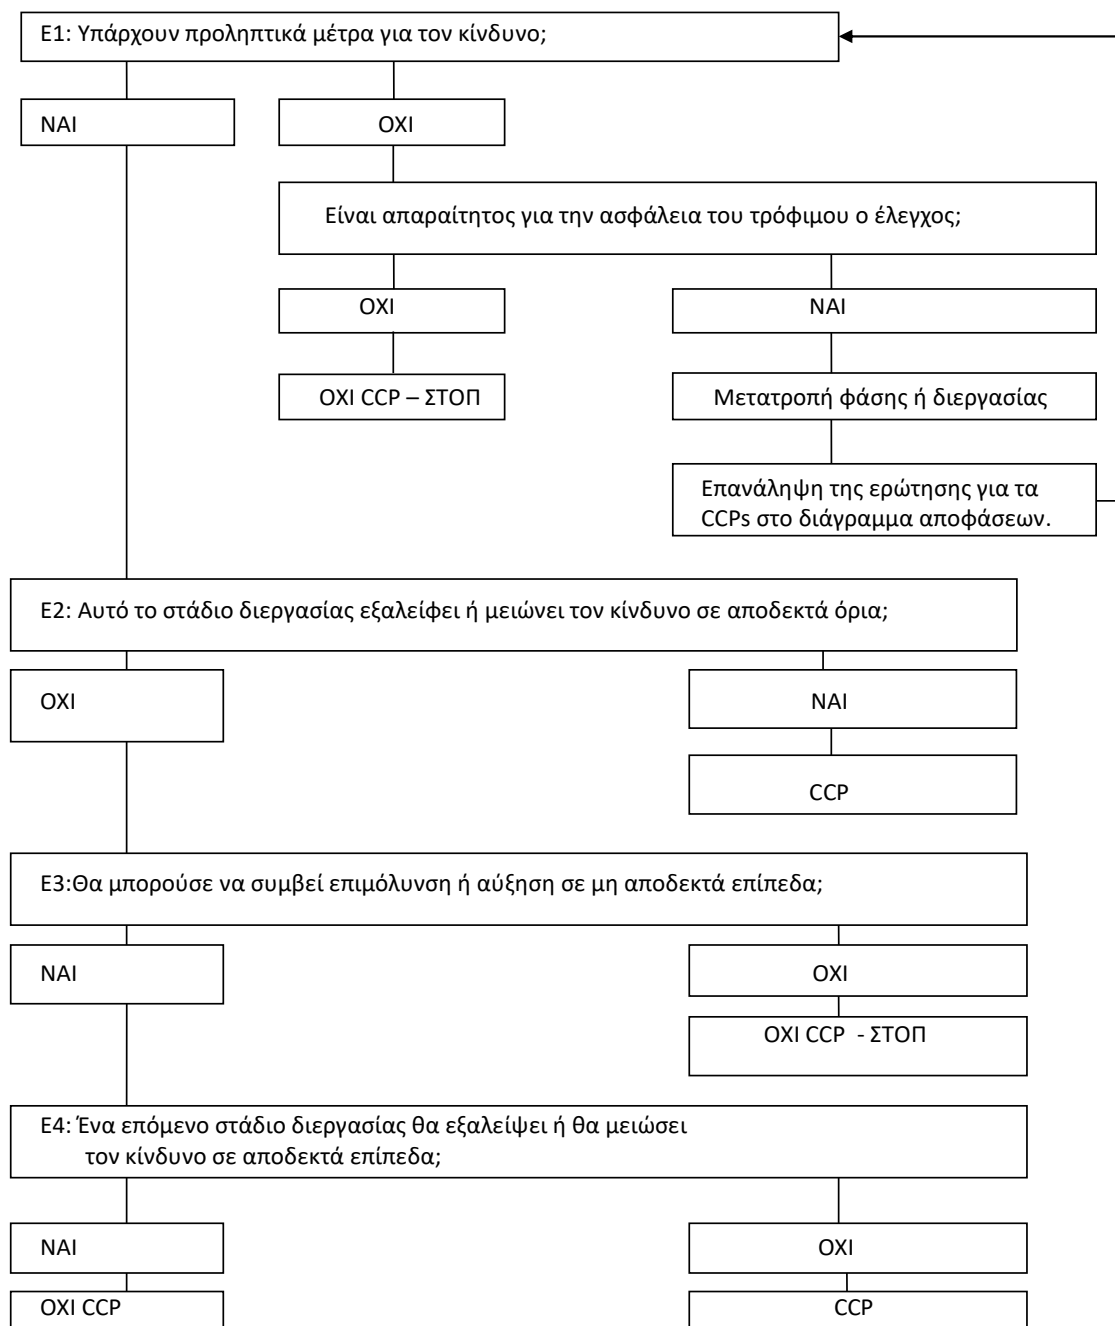 Ε1: Υπάρχουν προληπτικά μέτρα για τον κίνδυνο;
ΝΑΙ
ΟΧΙ
Είναι απαραίτητος για την ασφάλεια του τρόφιμου ο έλεγχος;
ΟΧΙ
ΝΑΙ
ΟΧΙ CCP – ΣΤΟΠ
Μετατροπή φάσης ή διεργασίας
Επανάληψη της ερώτησης για τα
CCPs στο διάγραμμα αποφάσεων.
Ε2: Αυτό το στάδιο διεργασίας εξαλείφει ή μειώνει τον κίνδυνο σε αποδεκτά όρια;
ΟΧΙ
ΝΑΙ
CCP
Ε3:Θα μπορούσε να συμβεί επιμόλυνση ή αύξηση σε μη αποδεκτά επίπεδα;
ΝΑΙ
ΟΧΙ
ΟΧΙ CCP - ΣΤΟΠ
Ε4: Ένα επόμενο στάδιο διεργασίας θα εξαλείψει ή θα μειώσει
τον κίνδυνο σε αποδεκτά επίπεδα;
ΝΑΙ
ΟΧΙ
ΟΧΙ CCP
CCP